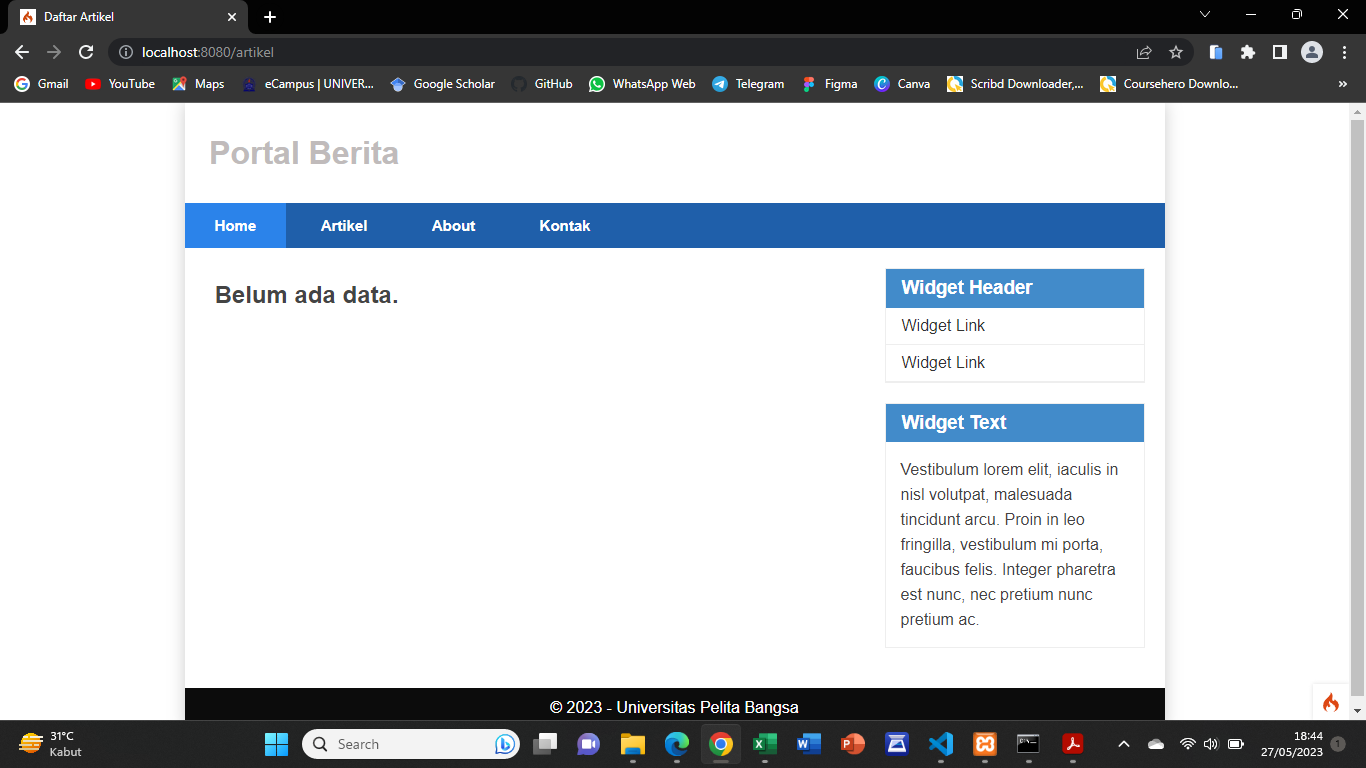 Daftar Artikel
localhost:8080/artikel
Gmail YouTube Maps eCampus | UNIVER... Google Scholar GitHub WhatsApp Web Telegram Figma Canva Scribd Downloader,... Coursehero Downlo... »
Portal Berita
Home Artikel About Kontak
Belum ada data.
Widget Header
Widget Link
Widget Link
Widget Text
Vestibulum lorem elit, iaculis in
nisl volutpat, malesuada
tincidunt arcu. Proin in leo
fringilla, vestibulum mi porta,
faucibus felis. Integer pharetra
est nunc, nec pretium nunc
pretium ac.
© 2023 - Universitas Pelita Bangsa
31°C
Kabut
Search
18:44
27/05/2023
1